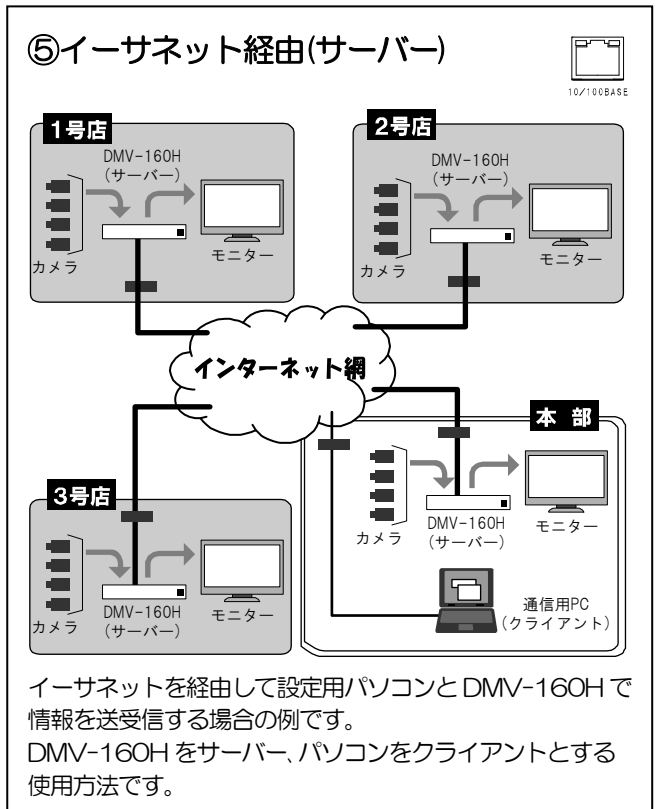 ⑤イーサネット経由(サーバー)
10/100BASE
1号店
DMV-160H
(サーバー)
カメラ
モニター
2号店
DMV-160H
(サーバー)
カメラ
モニター
インターネット網
本 部
カメラ
DMV-160H
(サーバー)
モニター
通信用PC
(クライアント)
3号店
カメラ
DMV-160H
(サーバー)
モニター
イーサネットを経由して設定用パソコンとDMV-160Hで
情報を送受信する場合の例です。
DMV-160Hをサーバー、パソコンをクライアントとする
使用方法です。